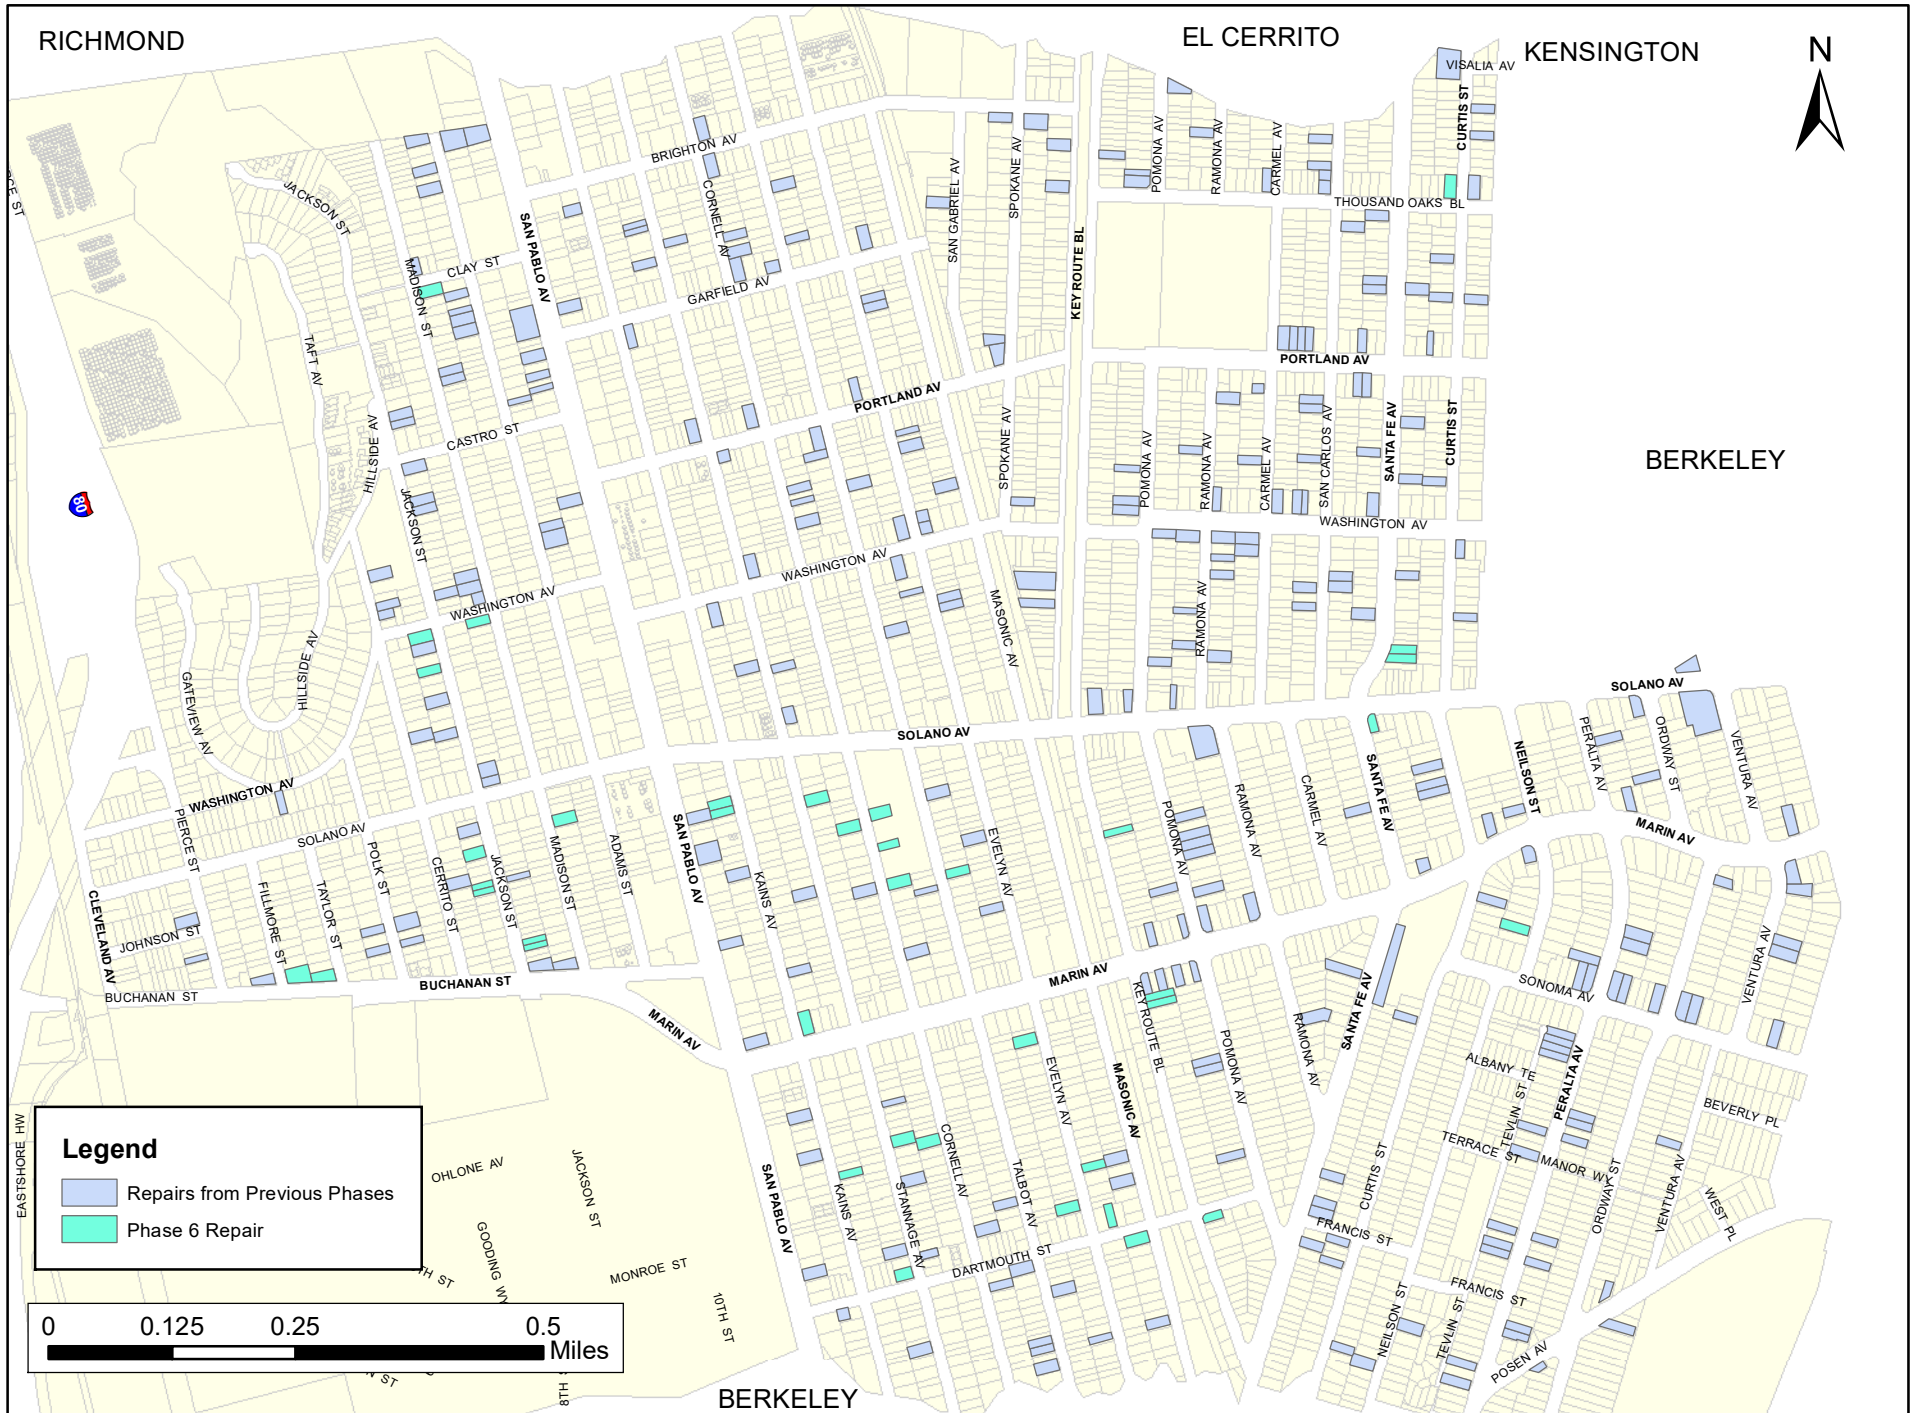 RICHMOND
EL CERRITO
KENSINGTON
N
VISALIA AV
CURTIS ST
BRIGHTON AV
JACKSON ST
CORNELL AV
SAN GABRIEL AV
SPOKANE AV
POMONA AV
RAMONA AV
CARMEL AV
THOUSAND OAKS BL
SAN PABLO AV
CLAY ST
MADISON ST
GARFIELD AV
KEY ROUTE BL
TAFT AV
PORTLAND AV
PORTLAND AV
HILLSIDE AV
CASTRO ST
SPOKANE AV
POMONA AV
RAMONA AV
CARMEL AV
SAN CARLOS AV
SANTA FE AV
CURTIS ST
BERKELEY
80
JACKSON ST
WASHINGTON AV
WASHINGTON AV
WASHINGTON AV
MASONIC AV
RAMONA AV
HILLSIDE AV
GATEVIEW AV
SOLANO AV
SOLANO AV
PERALTA AV
ORDWAY ST
VENTURA AV
NEILSON ST
SANTA FE AV
CARMEL AV
RAMONA AV
POMONA AV
WASHINGTON AV
PIERCE ST
SOLANO AV
POLK ST
CERRITO ST
JACKSON ST
MADISON ST
ADAMS ST
SAN PABLO AV
KAINS AV
EVELYN AV
MARIN AV
CLEVELAND AV
JOHNSON ST
FILLMORE ST
TAYLOR ST
BUCHANAN ST
BUCHANAN ST
MARIN AV
MARIN AV
KEY ROUTE BL
POMONA AV
RAMONA AV
SANTA FE AV
SONOMA AV
VENTURA AV
ALBANY TE
TEVLIN ST
PERALTA AV
BEVERLY PL
TERRACE ST
MANOR WY
ORDWAY ST
VENTURA AV
WEST PL
EVELYN AV
MASONIC AV
CORNELL AV
TALBOT AV
STANNAGE AV
KAINS AV
SAN PABLO AV
DARTMOUTH ST
CURTIS ST
FRANCIS ST
FRANCIS ST
NEILSON ST
TEVLIN ST
POSEN AV
EASTSHORE HW
Legend
Repairs from Previous Phases
Phase 6 Repair
OHLONE AV
JACKSON ST
GOODING WY
MONROE ST
10TH ST
TH ST
8TH S
0 0.125 0.25 0.5
Miles
BERKELEY